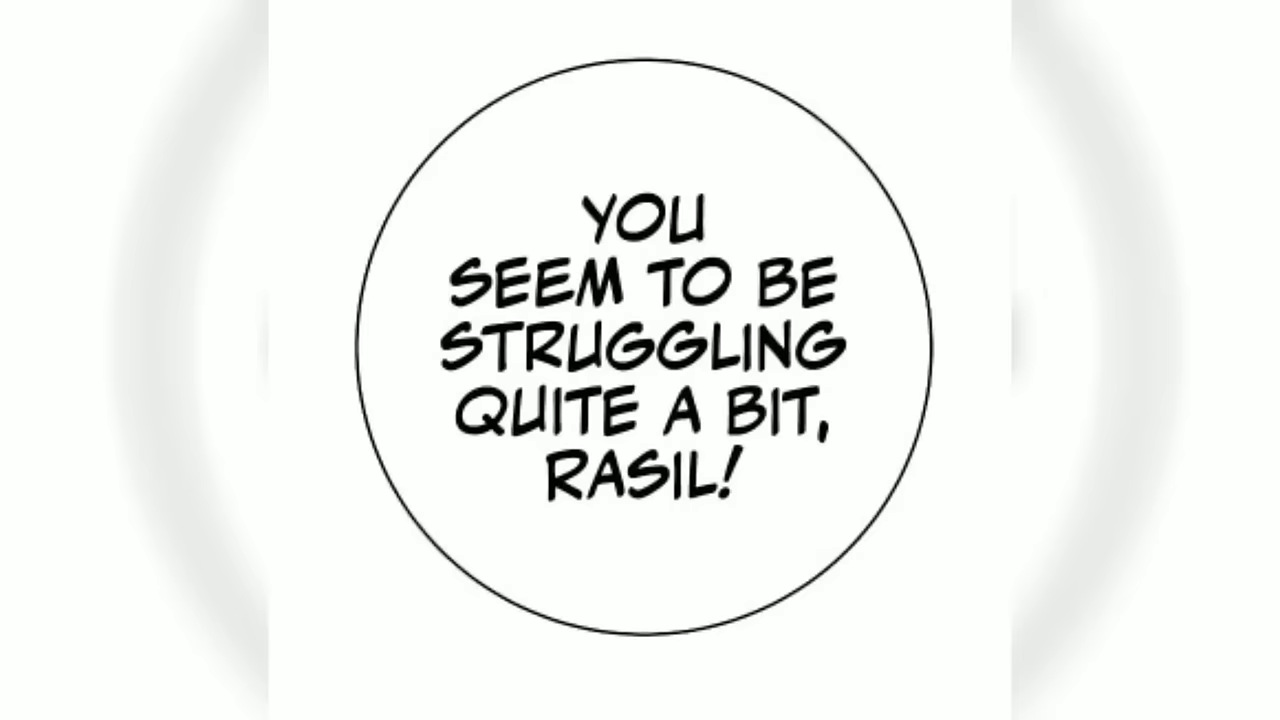 YOU
SEEM TO BE
STRUGGLING
QUITE A BIT,
RASIL!